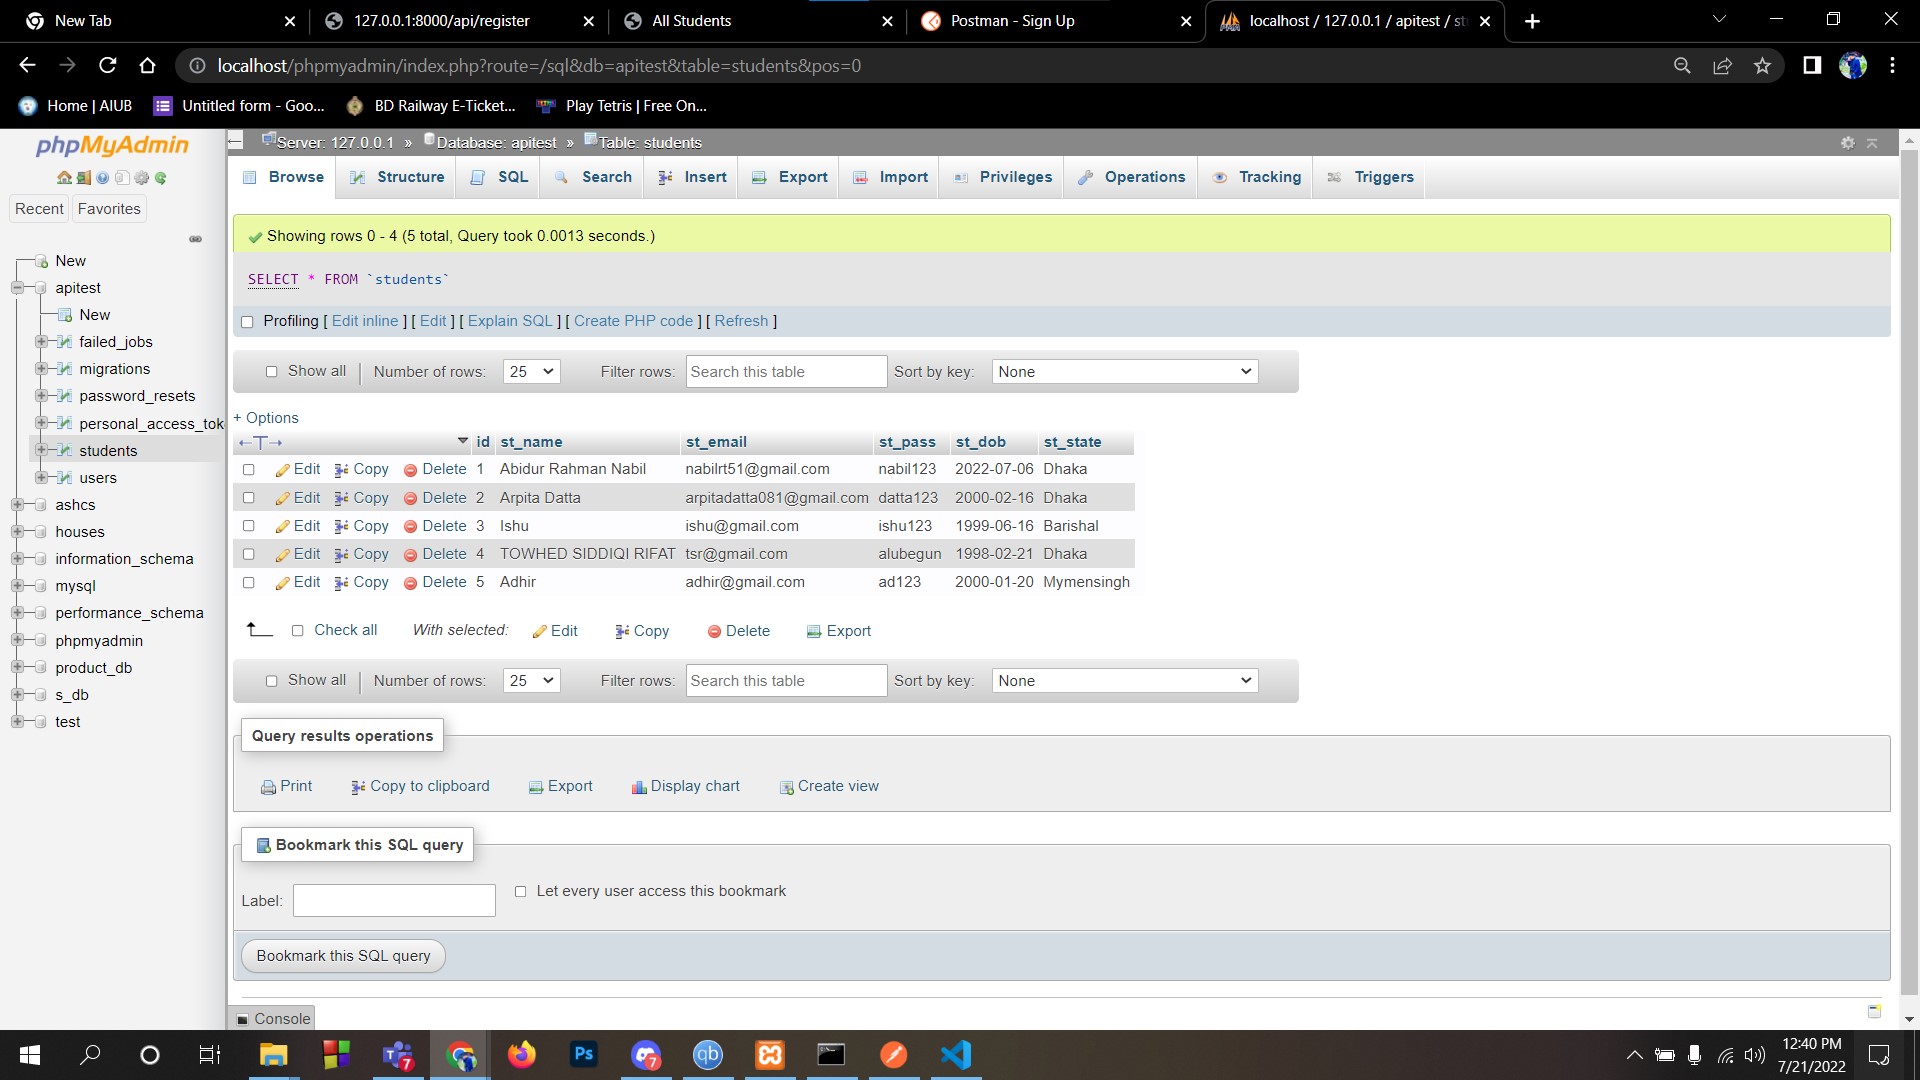 New Tab
127.0.0.1:8000/api/register
All Students
Postman - Sign Up
localhost / 127.0.0.1 / apitest / st
localhost/phpmyadmin/index.php?route=/sql&db=apitest&table=students&pos=0
Home | AIUB
Untitled form - Goo...
BD Railway E-Ticket...
Play Tetris | Free On...
phpMyAdmin
Recent
Favorites
New
apitest
New
failed_jobs
migrations
password_resets
personal_access_tok
students
users
ashcs
houses
information_schema
mysql
performance_schema
phpmyadmin
product_db
s_db
test
Server: 127.0.0.1 » Database: apitest » Table: students
Browse Structure SQL Search Insert Export Import Privileges Operations Tracking Triggers
Showing rows 0 - 4 (5 total, Query took 0.0013 seconds.)
SELECT * FROM `students`
Profiling [ Edit inline ] [ Edit ] [ Explain SQL ] [ Create PHP code ] [ Refresh ]
Show all Number of rows: 25 Filter rows: Search this table Sort by key: None
+ Options
←T→ id st_name st_email st_pass st_dob st_state
Edit Copy Delete 1 Abidur Rahman Nabil nabilrt51@gmail.com nabil123 2022-07-06 Dhaka
Edit Copy Delete 2 Arpita Datta arpitadatta081@gmail.com datta123 2000-02-16 Dhaka
Edit Copy Delete 3 Ishu ishu@gmail.com ishu123 1999-06-16 Barishal
Edit Copy Delete 4 TOWHED SIDDIQI RIFAT tsr@gmail.com alubegun 1998-02-21 Dhaka
Edit Copy Delete 5 Adhir adhir@gmail.com ad123 2000-01-20 Mymensingh
Check all With selected: Edit Copy Delete Export
Show all Number of rows: 25 Filter rows: Search this table Sort by key: None
Query results operations
Print Copy to clipboard Export Display chart Create view
Bookmark this SQL query
Label: Let every user access this bookmark
Bookmark this SQL query
Console
7
Ps
7
qb
12:40 PM
7/21/2022